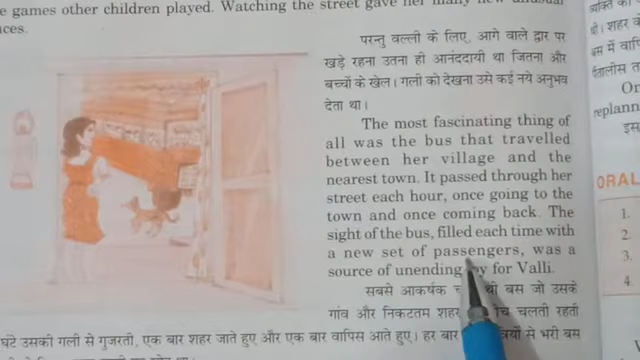 e games other children played. Watching the street gave her many new unusual
ces.
परन्तु वल्ली के लिए, आगे वाले द्वार पर
खड़े रहना उतना ही आनंददायी था जितना और
बच्चों के खेल। गली को देखना उसे कई नये अनुभव
देता था।
The most fascinating thing of
all was the bus that travelled
between her village and the
nearest town. It passed through her
street each hour, once going to the
town and once coming back. The
sight of the bus, filled each time with
a new set of passengers, was a
source of unending for Valli.
सबसे आकर्षक बस जो उसके
गांव और निकटतम शहर चलती रहती
घंटे उसकी गली से गुजरती, एक बार शहर जाते हुए और एक बार वापिस आते हुए। हर बार से भरी बस
व्यक्ति की
थी। शहर
बस में
पैंतालीस
Or
replann
इस
ORAL
1.
2.
3.
4.